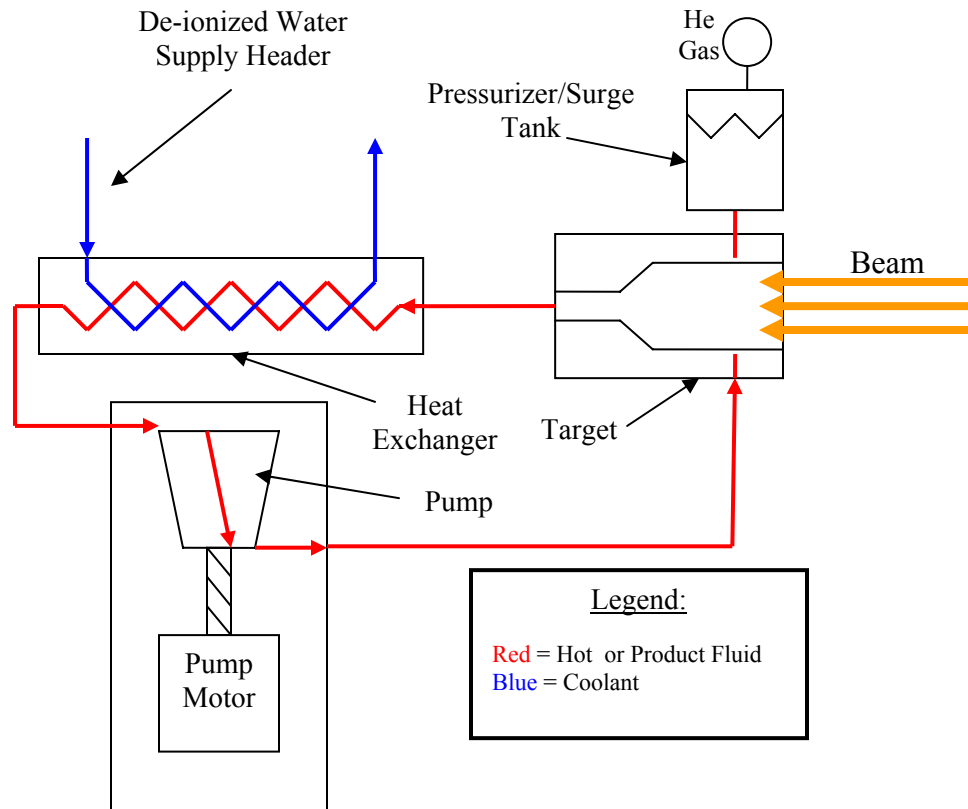 De-ionized Water
Supply Header
He
Gas
Pressurizer/Surge
Tank
Beam
Heat
Exchanger
Target
Pump
Pump
Motor
Legend:
Red = Hot or Product Fluid
Blue = Coolant